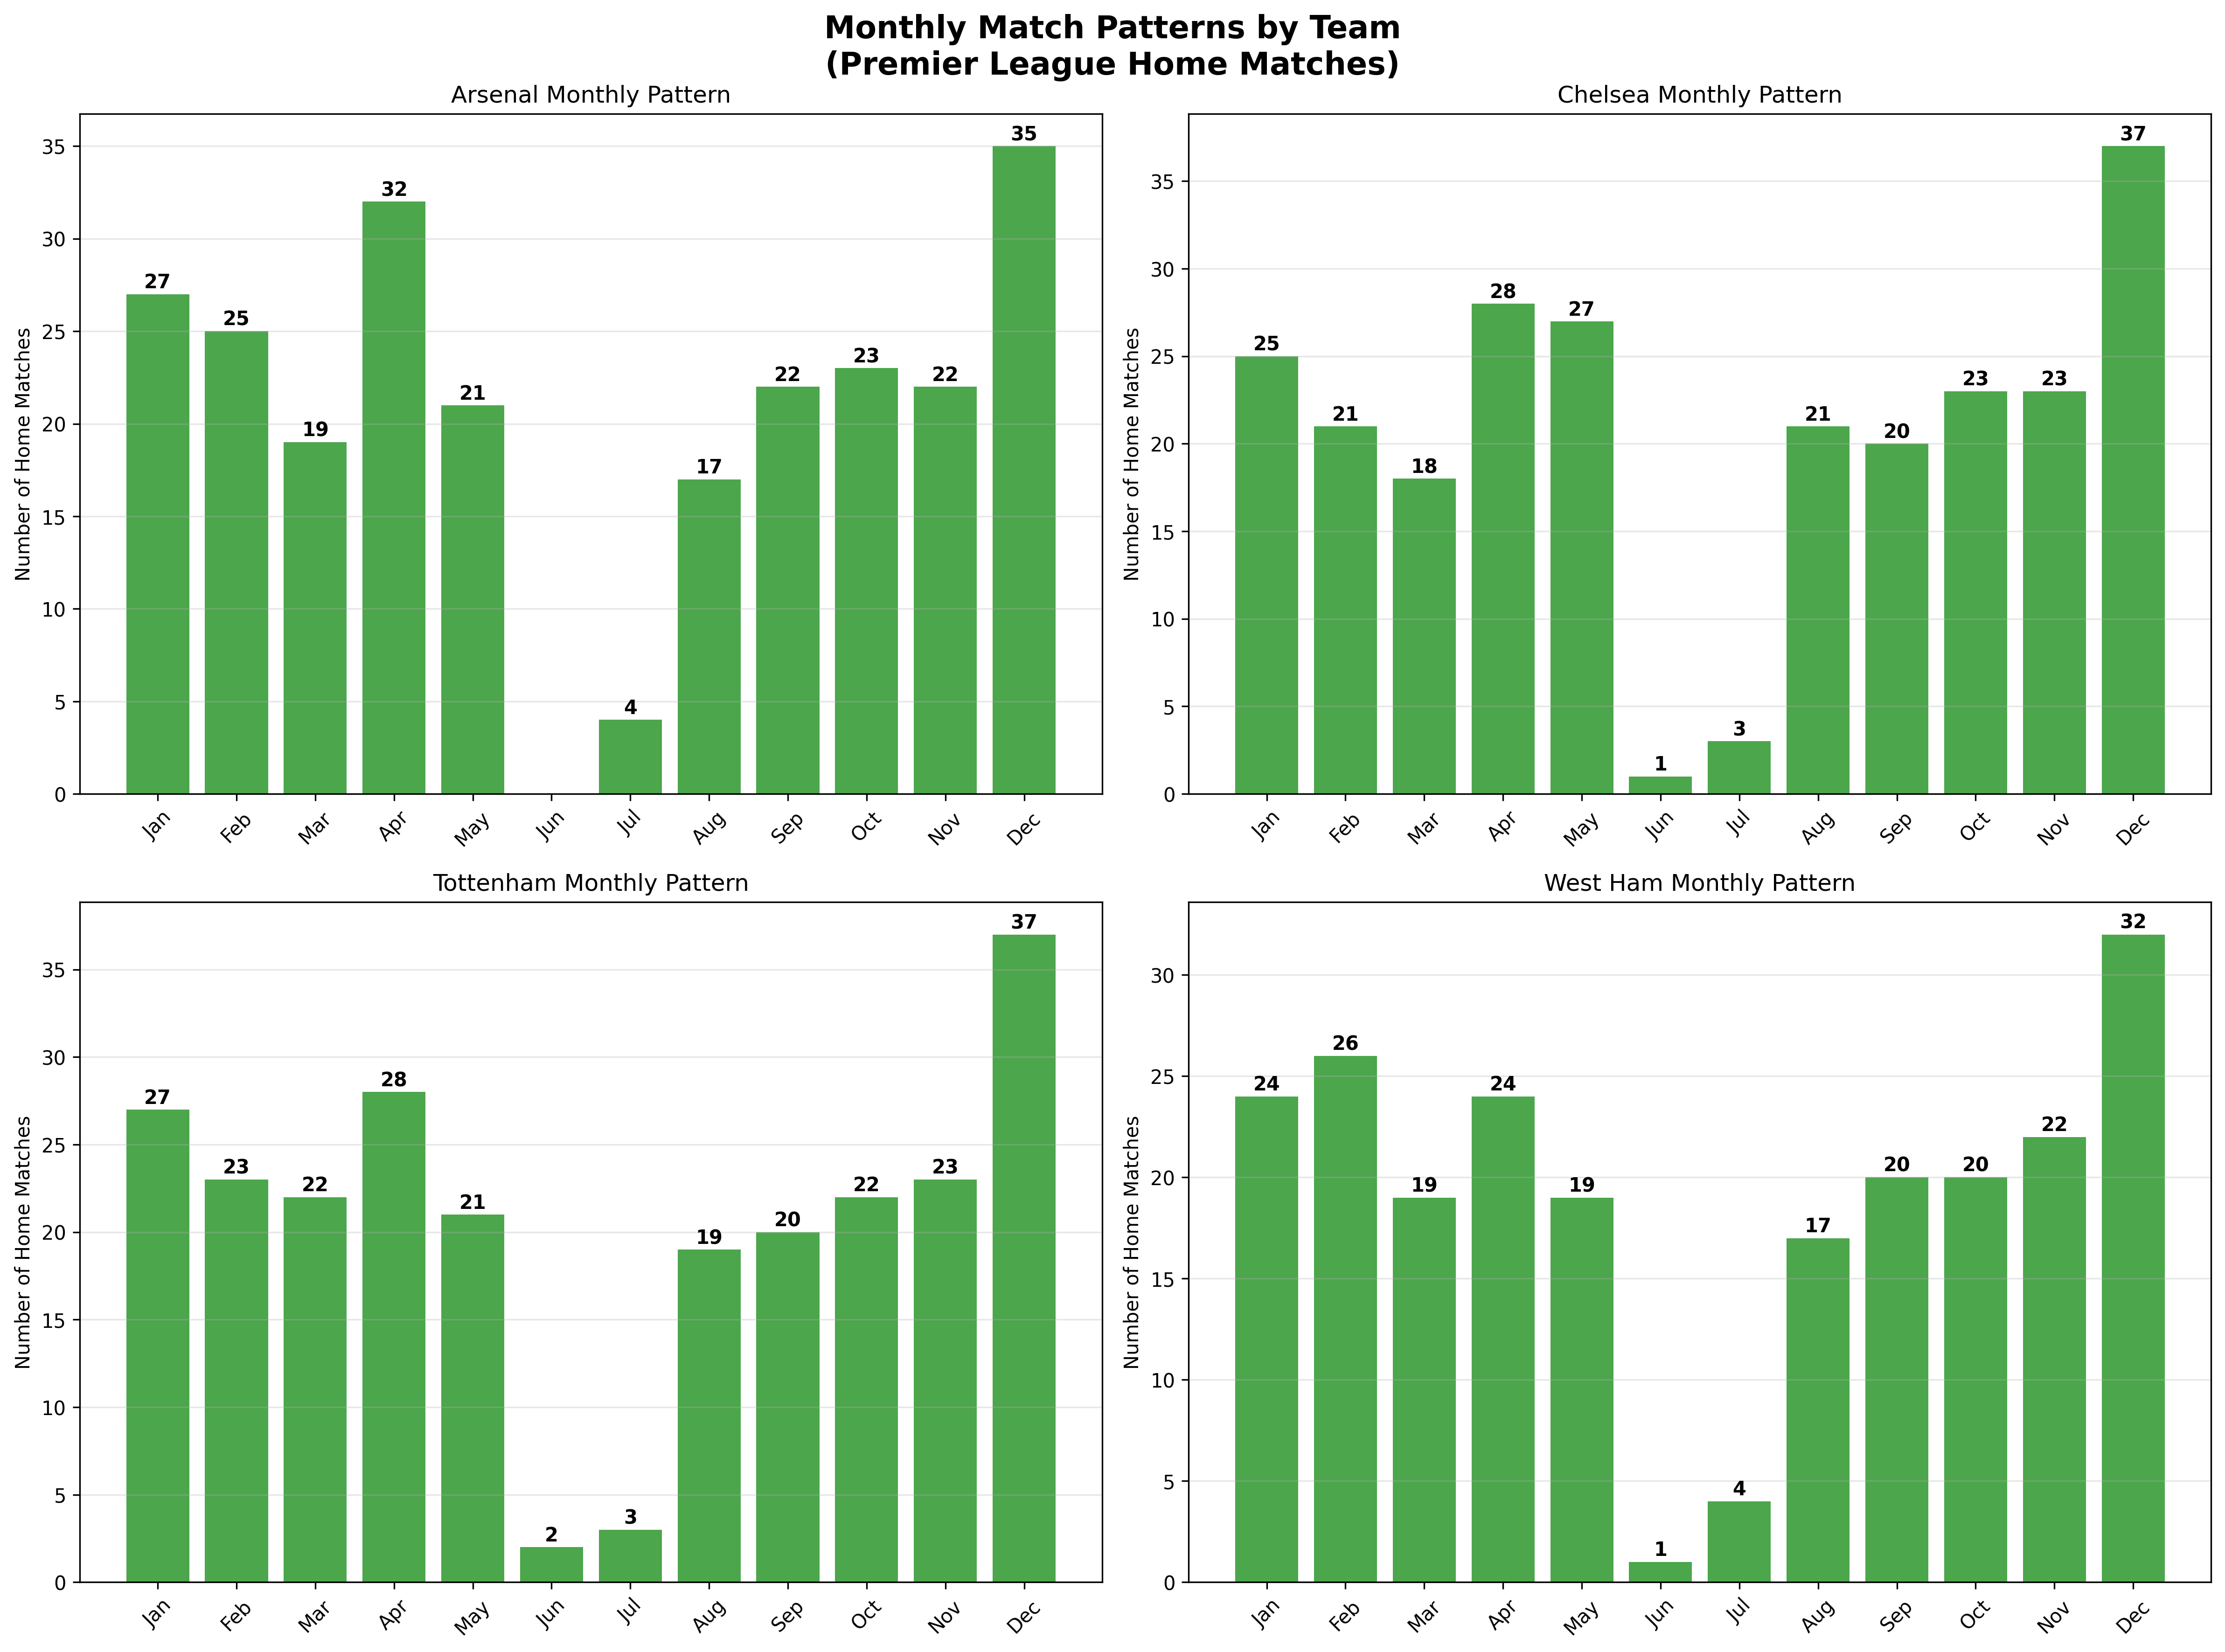 Monthly Match Patterns by Team
(Premier League Home Matches)
Arsenal Monthly Pattern
Number of Home Matches
35
30
25
20
15
10
5
0
27
25
19
32
21
4
17
22
23
22
35
Jan
Feb
Mar
Apr
May
Jun
Jul
Aug
Sep
Oct
Nov
Dec
Chelsea Monthly Pattern
Number of Home Matches
35
30
25
20
15
10
5
0
25
21
18
28
27
1
3
21
20
23
23
37
Jan
Feb
Mar
Apr
May
Jun
Jul
Aug
Sep
Oct
Nov
Dec
Tottenham Monthly Pattern
Number of Home Matches
35
30
25
20
15
10
5
0
27
23
22
28
21
2
3
19
20
22
23
37
Jan
Feb
Mar
Apr
May
Jun
Jul
Aug
Sep
Oct
Nov
Dec
West Ham Monthly Pattern
Number of Home Matches
30
25
20
15
10
5
0
24
26
19
24
19
1
4
17
20
20
22
32
Jan
Feb
Mar
Apr
May
Jun
Jul
Aug
Sep
Oct
Nov
Dec